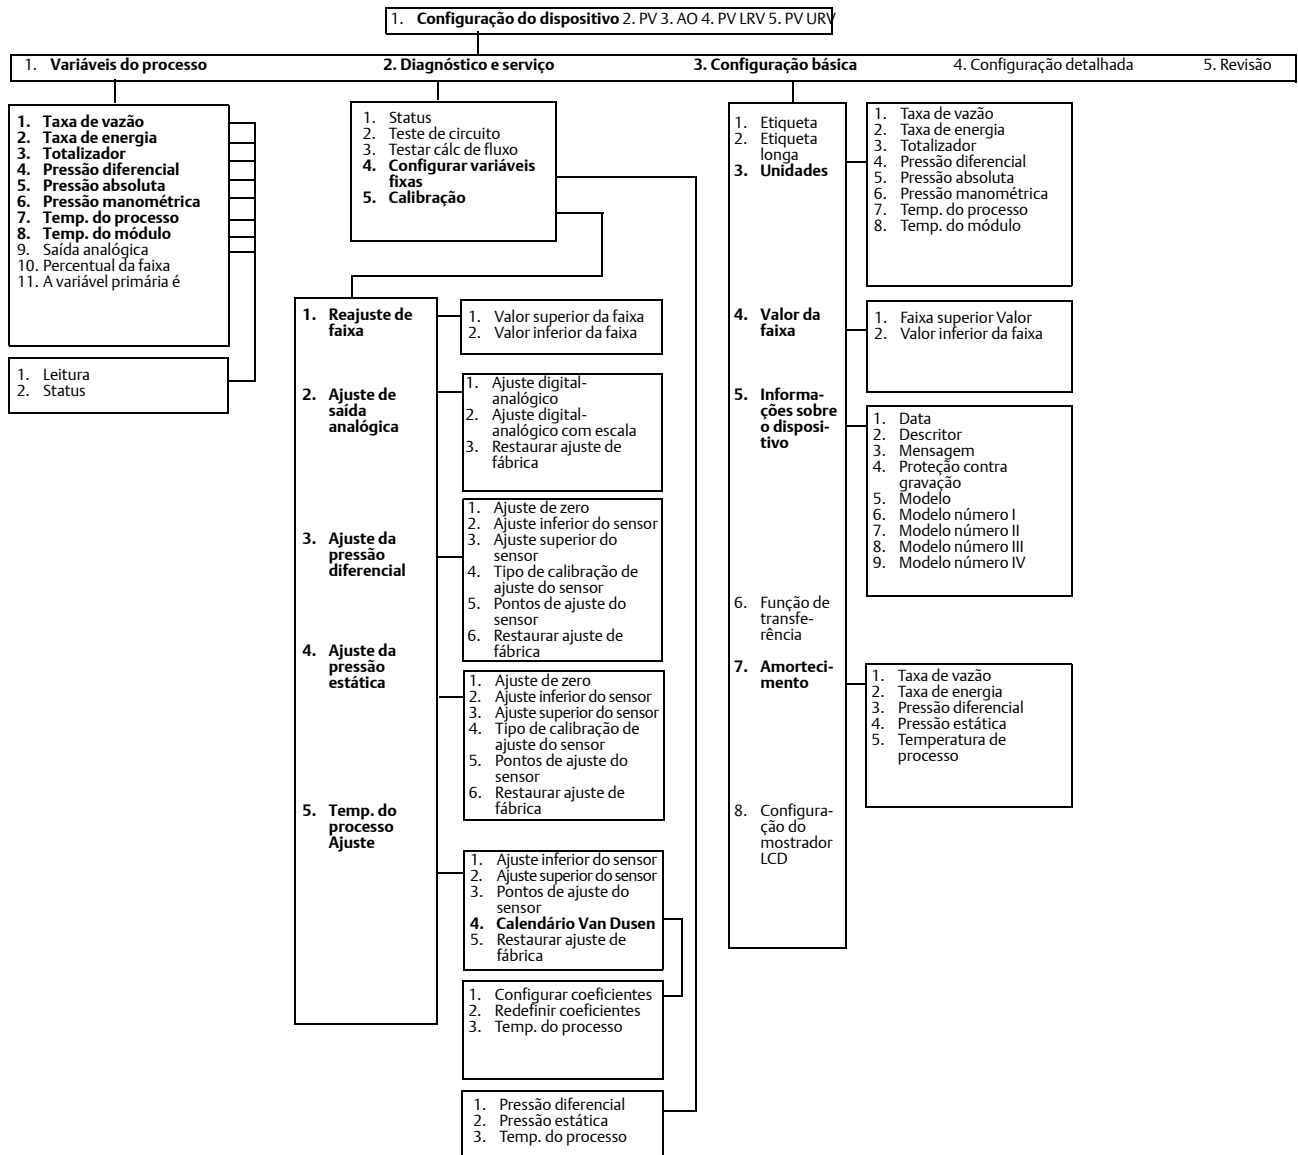 1. Configuração do dispositivo 2. PV 3. AO 4. PV LRV 5. PV URV
1. Variáveis do processo 2. Diagnóstico e serviço 3. Configuração básica 4. Configuração detalhada 5. Revisão
1. Taxa de vazão
2. Taxa de energia
3. Totalizador
4. Pressão diferencial
5. Pressão absoluta
6. Pressão manométrica
7. Temp. do processo
8. Temp. do módulo
9. Saída analógica
10. Percentual da faixa
11. A variável primária é
1. Leitura
2. Status
1. Status
2. Teste de circuito
3. Testar cálc de fluxo
4. Configurar variáveis
fixas
5. Calibração
1. Reajuste de
faixa
2. Ajuste de
saída
analógica
3. Ajuste da
pressão
diferencial
4. Ajuste da
pressão
estática
5. Temp. do
processo
Ajuste
1. Valor superior da faixa
2. Valor inferior da faixa
1. Ajuste digital-
analógico
2. Ajuste digital-
analógico com escala
3. Restaurar ajuste de
fábrica
1. Ajuste de zero
2. Ajuste inferior do sensor
3. Ajuste superior do
sensor
4. Tipo de calibração de
ajuste do sensor
5. Pontos de ajuste do
sensor
6. Restaurar ajuste de
fábrica
1. Ajuste de zero
2. Ajuste inferior do sensor
3. Ajuste superior do sensor
4. Tipo de calibração de
ajuste do sensor
5. Pontos de ajuste do
sensor
6. Restaurar ajuste de
fábrica
1. Ajuste inferior do sensor
2. Ajuste superior do sensor
3. Pontos de ajuste do
sensor
4. Calendário Van Dusen
5. Restaurar ajuste de
fábrica
1. Configurar coeficientes
2. Redefinir coeficientes
3. Temp. do processo
1. Pressão diferencial
2. Pressão estática
3. Temp. do processo
1. Etiqueta
2. Etiqueta
longa
3. Unidades
4. Valor da
faixa
5. Informa-
ções sobre
o disposi-
tivo
6. Função de
transfe-
rência
7. Amorteci-
mento
8. Configura-
ção do
mostrador
LCD
1. Taxa de vazão
2. Taxa de energia
3. Totalizador
4. Pressão diferencial
5. Pressão absoluta
6. Pressão manométrica
7. Temp. do processo
8. Temp. do módulo
1. Faixa superior Valor
2. Valor inferior da faixa
1. Data
2. Descritor
3. Mensagem
4. Proteção contra
gravação
5. Modelo
6. Modelo número I
7. Modelo número II
8. Modelo número III
9. Modelo número IV
1. Taxa de vazão
2. Taxa de energia
3. Pressão diferencial
4. Pressão estática
5. Temperatura de
processo